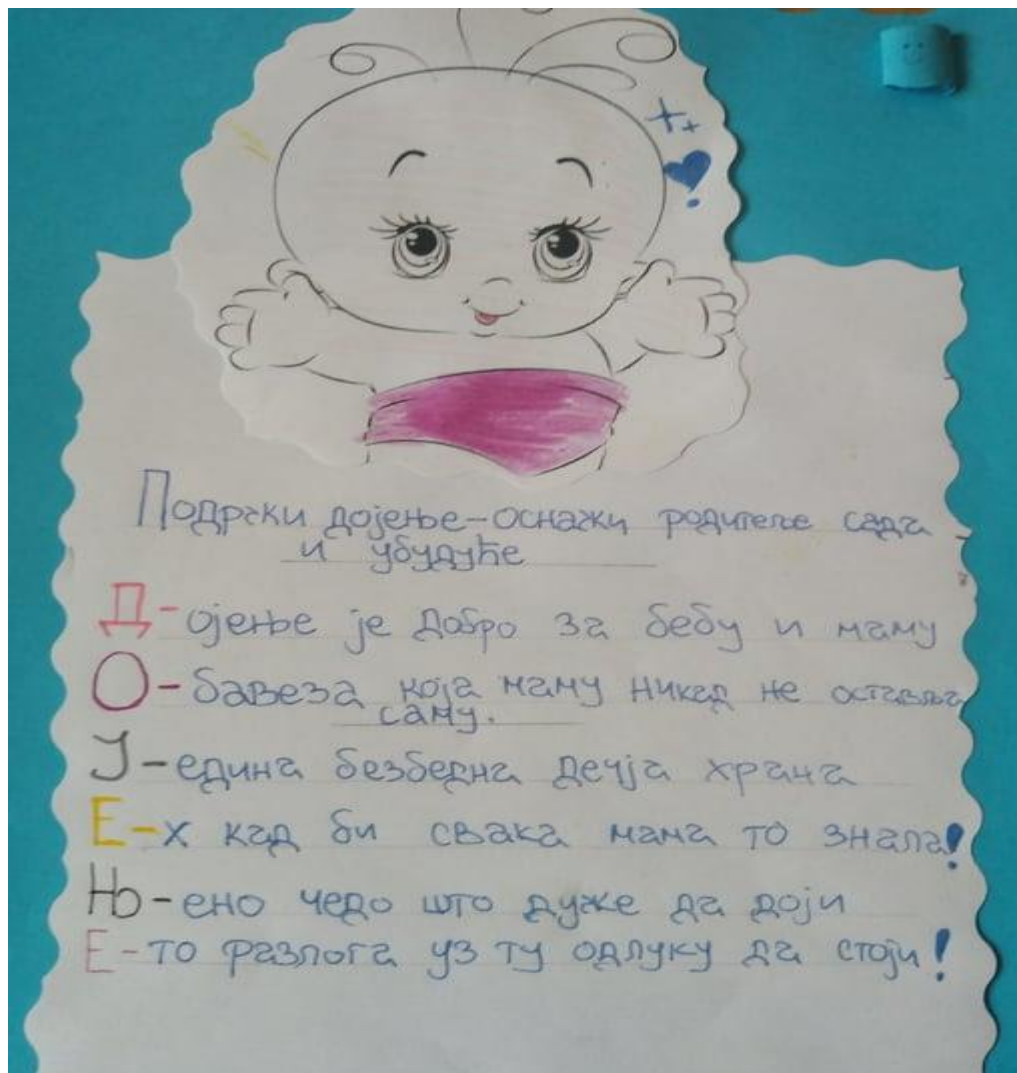 Подржки дојење-оснажи родитеље сада
и убудуће
Д-ојење је добро за бебу и маму
О-бавеза која маму никад не оставља
саму.
Ј-едина безбедна дечја храна
Е-х кад би свака мама то знала!
Њ-ено чедо што дуже да доји
Е-то разлога уз ту одлуку да стоји!